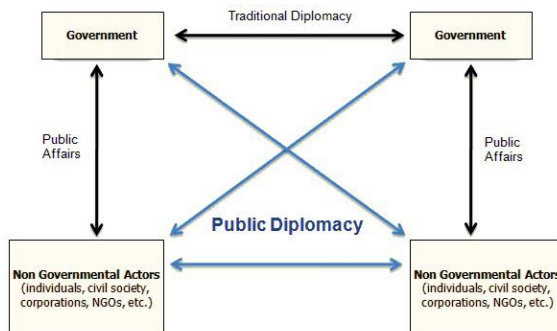 Traditional Diplomacy
Government
Government
Public
Affairs
Public
Affairs
Public Diplomacy
Non Governmental Actors
(individuals, civil society,
corporations, NGOs, etc.)
Non Governmental Actors
(individuals, civil society,
corporations, NGOs, etc.)